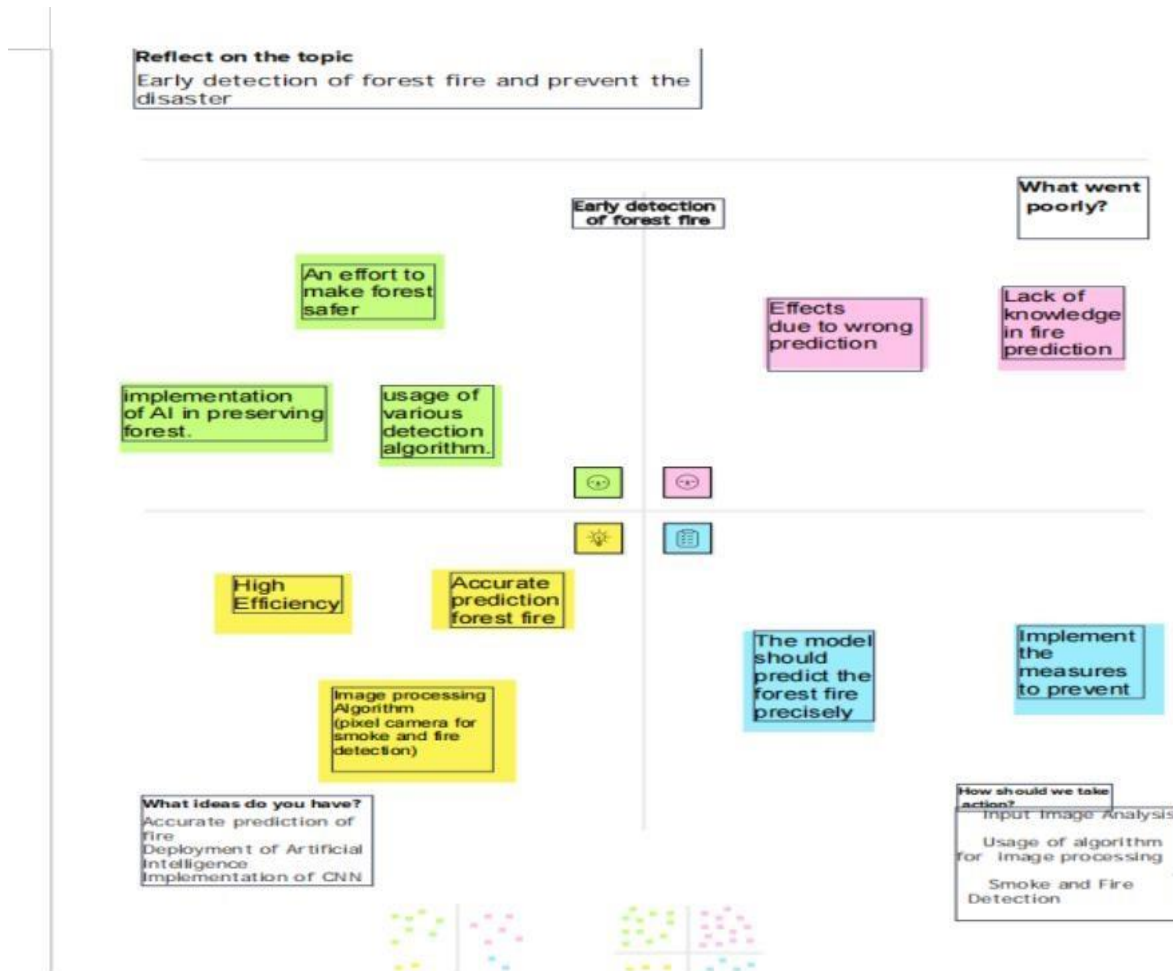 Reflect on the topic
Early detection of forest fire and prevent the
disaster
Early detection
of forest fire
What went
poorly?
An effort to
make forest
safer
Effects
due to wrong
prediction
Lack of
knowledge
in fire
prediction
implementation
of AI in preserving
forest.
usage of
various
detection
algorithm.
High
Efficiency
Accurate
prediction
forest fire
The model
should
predict the
forest fire
precisely
Implement
the
measures
to prevent
Image processing
Algorithm
(pixel camera for
smoke and fire
detection)
What ideas do you have?
Accurate prediction of
fire
Deployment of Artificial
Intelligence
Implementation of CNN
How should we take
action?
Input Image Analysis
Usage of algorithm
for image processing
Smoke and Fire
Detection